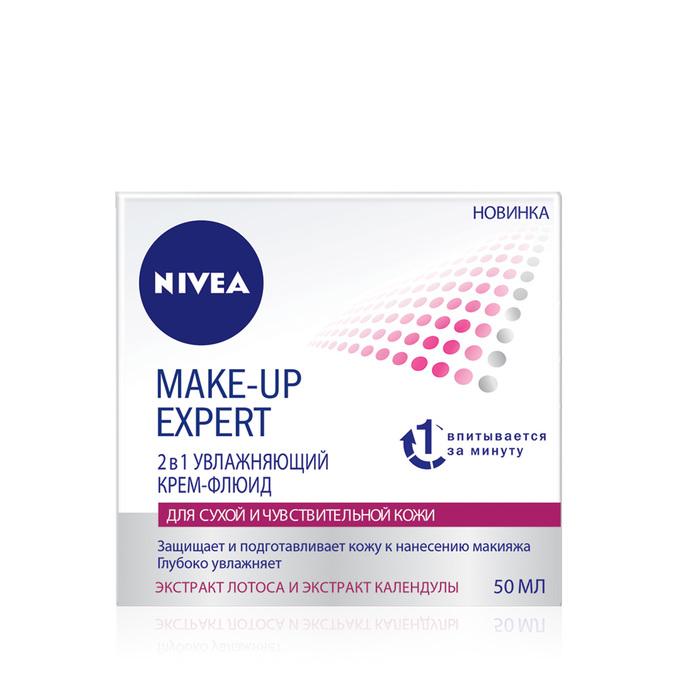 НОВИНКА
NIVEA
MAKE-UP
EXPERT
2 в 1 УВЛАЖНЯЮЩИЙ
КРЕМ-ФЛЮИД
1 впитывается
за минуту
ДЛЯ СУХОЙ И ЧУВСТВИТЕЛЬНОЙ КОЖИ
Защищает и подготавливает кожу к нанесению макияжа
Глубоко увлажняет
ЭКСТРАКТ ЛОТОСА И ЭКСТРАКТ КАЛЕНДУЛЫ 50 МЛ